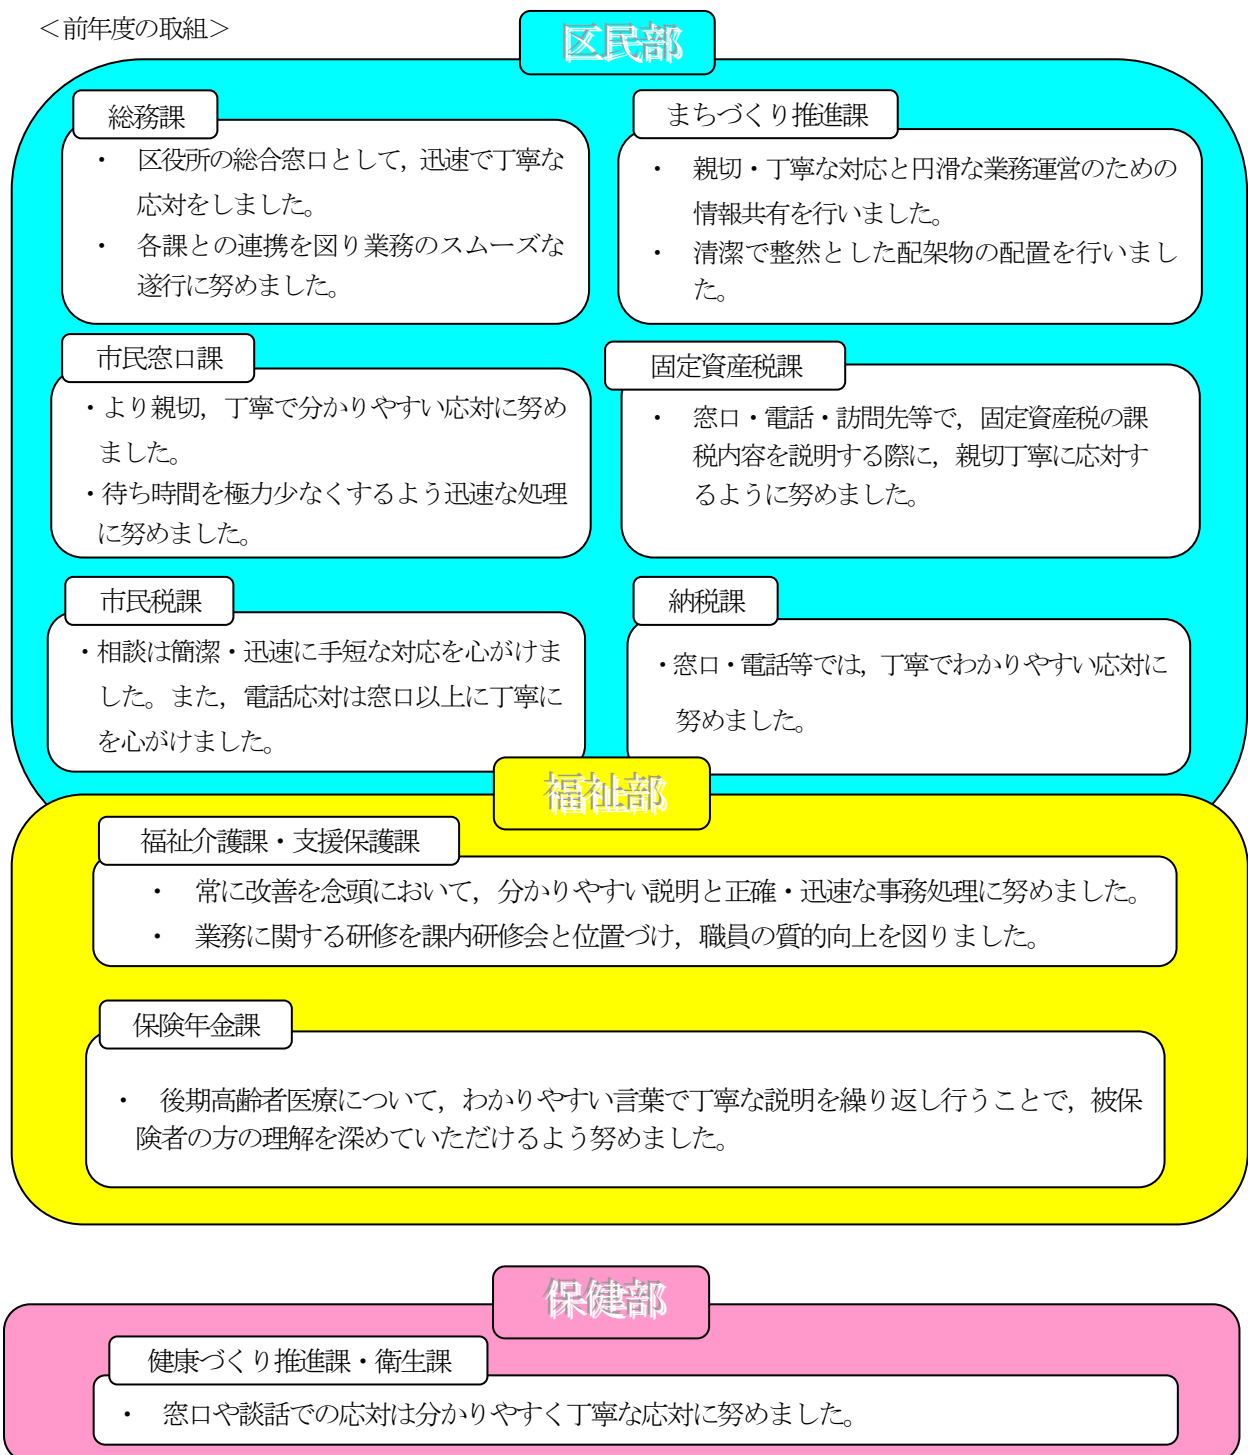 ＜前年度の取組＞
区民部
総務課
・　区役所の総合窓口として，迅速で丁寧な
応対をしました。
・　各課との連携を図り業務のスムーズな
遂行に努めました。
まちづくり推進課
・　親切・丁寧な対応と円滑な業務運営のための
情報共有を行いました。
・　清潔で整然とした配架物の配置を行いまし
た。
市民窓口課
・より親切，丁寧で分かりやすい応対に努め
ました。
・待ち時間を極力少なくするよう迅速な処理
に努めました。
固定資産税課
・　窓口・電話・訪問先等で，固定資産税の課
税内容を説明する際に，親切丁寧に応対す
るように努めました。
市民税課
・相談は簡潔・迅速に手短な対応を心がけま
した。また，電話応対は窓口以上に丁寧に
を心がけました。
納税課
・窓口・電話等では，丁寧でわかりやすい応対に
努めました。
福祉部
福祉介護課・支援保護課
・　常に改善を念頭において，分かりやすい説明と正確・迅速な事務処理に努めました。
・　業務に関する研修を課内研修会と位置づけ，職員の質的向上を図りました。
保険年金課
・　後期高齢者医療について，わかりやすい言葉で丁寧な説明を繰り返し行うことで，被保
険者の方の理解を深めていただけるよう努めました。
保健部
健康づくり推進課・衛生課
・　窓口や談話での応対は分かりやすく丁寧な応対に努めました。